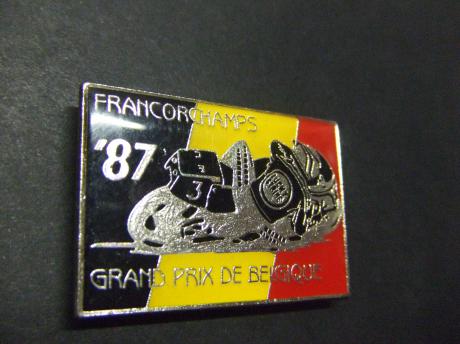 FRANCORCHAMPS
'87
3
GRAND PRIX DE BELGIQUE